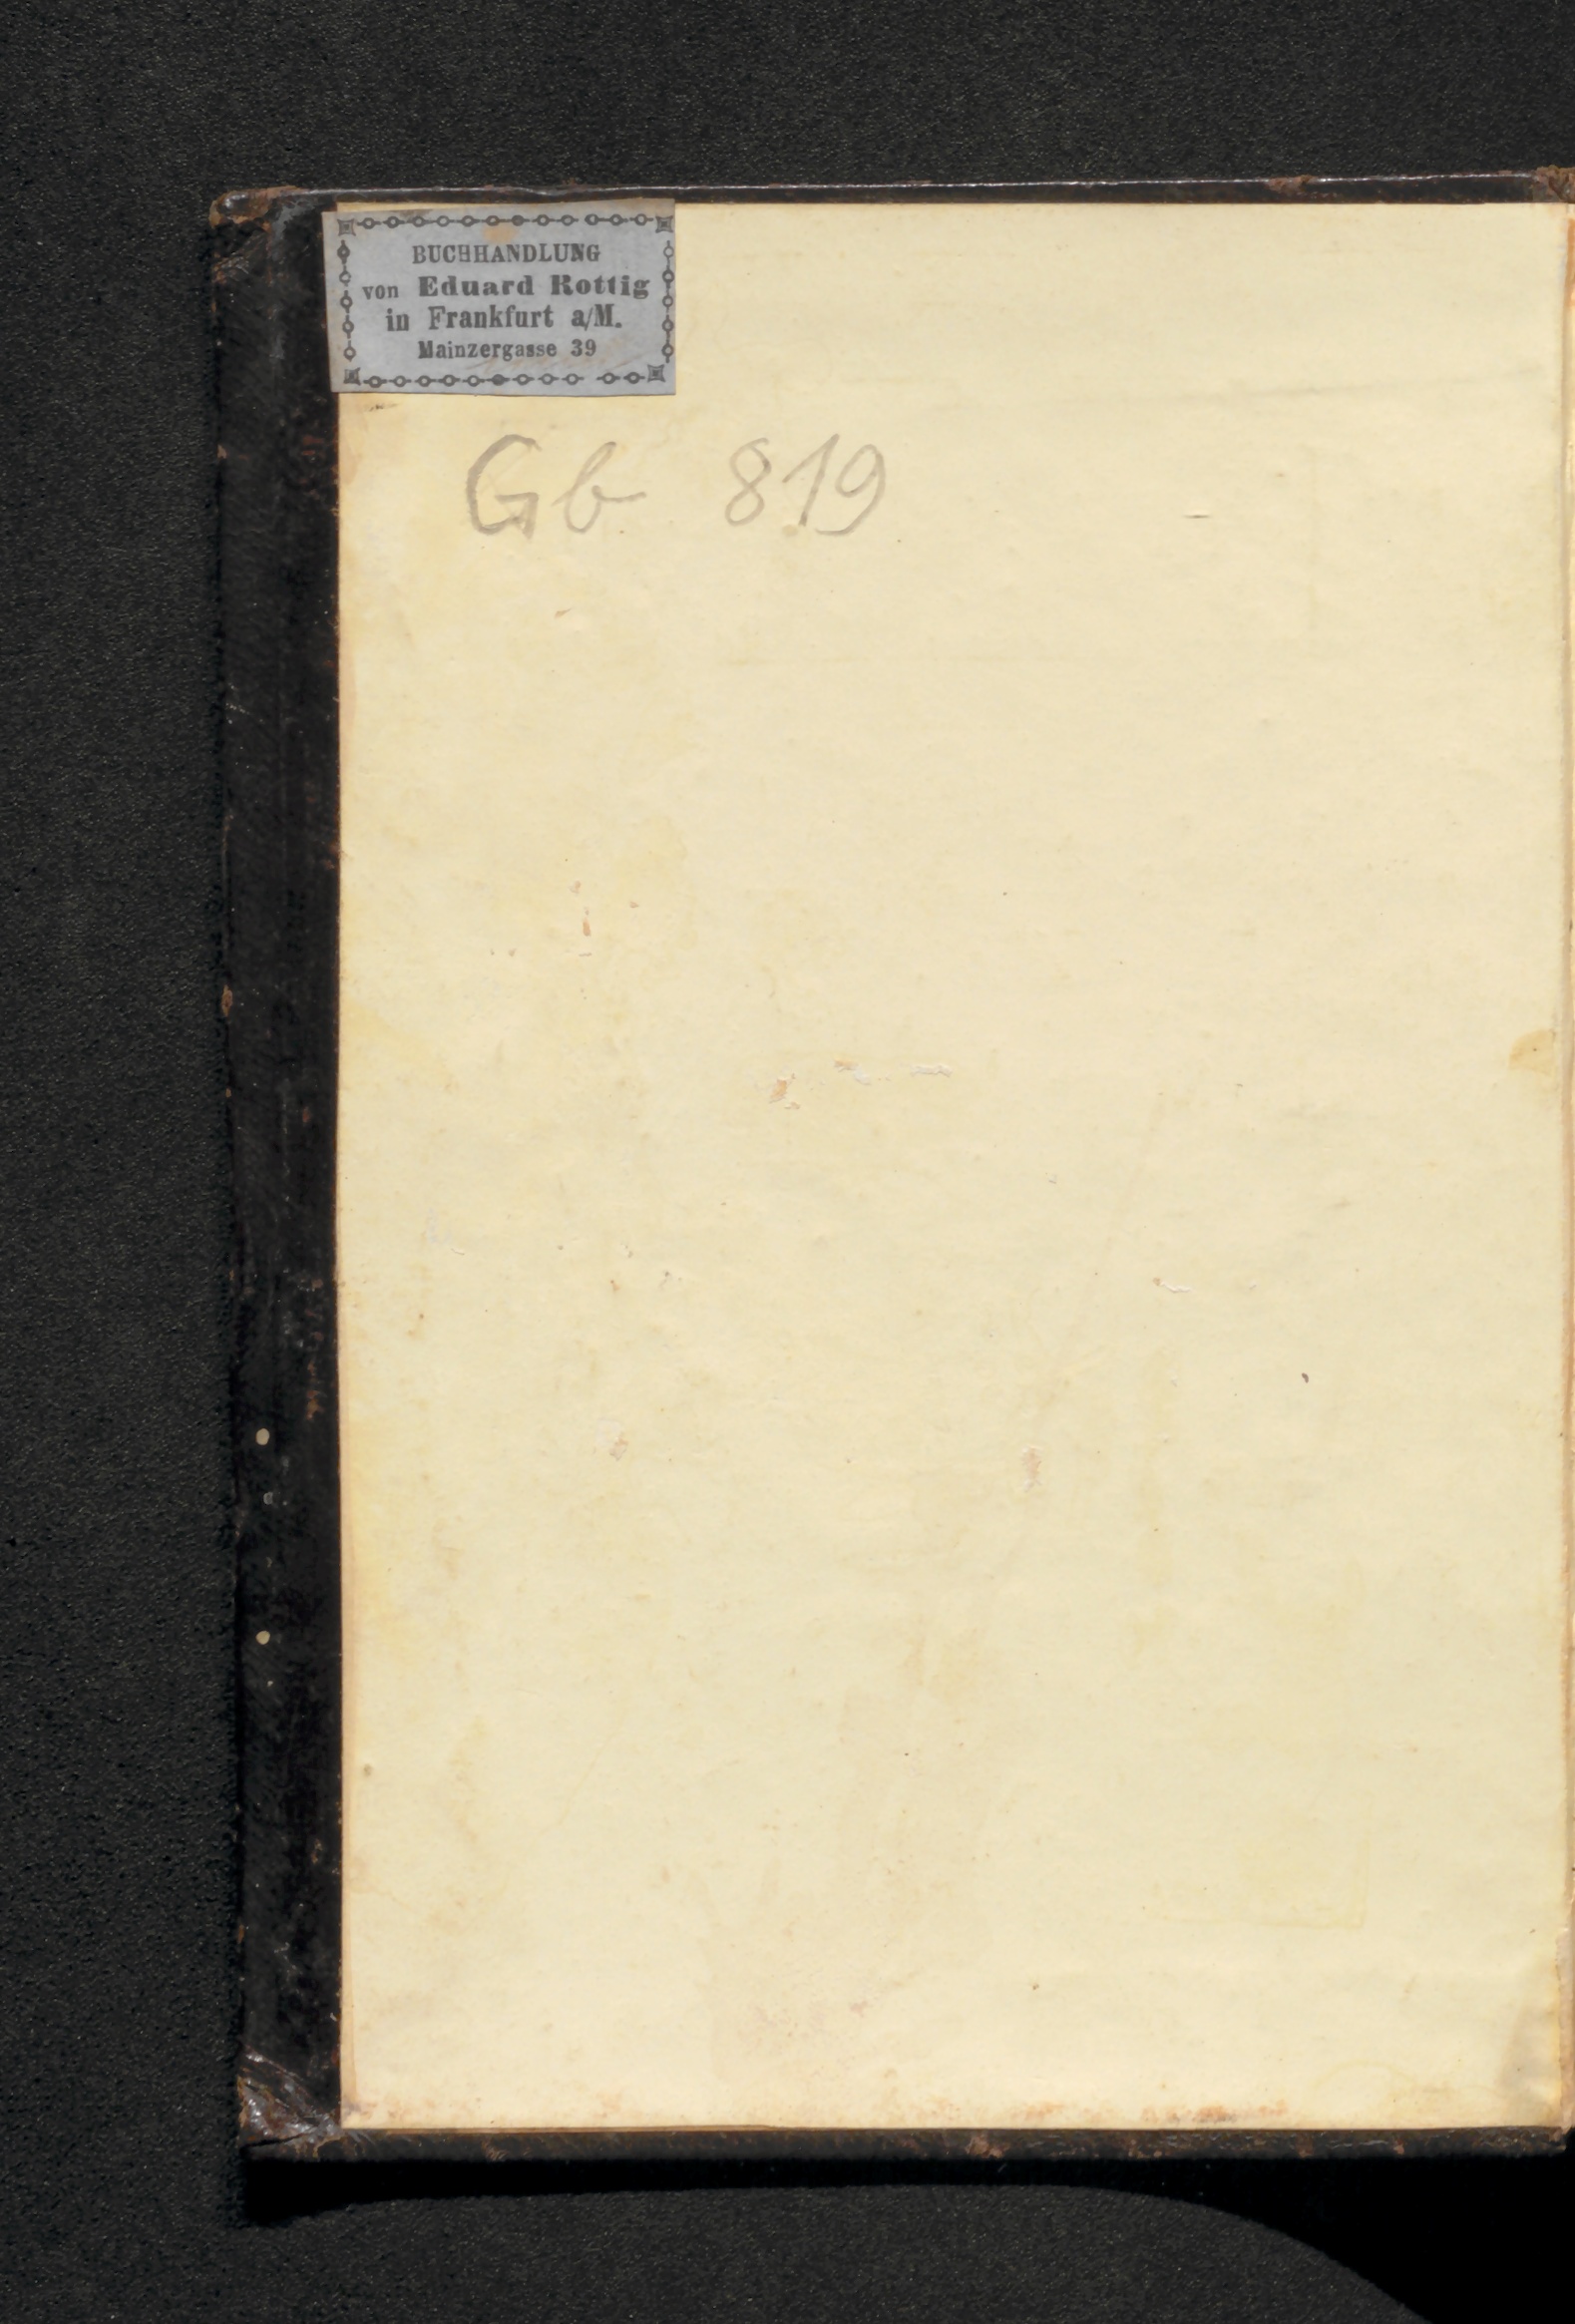 BUCHHANDLUNG
von Eduard Rottig
in Frankfurt a/M.
Mainzergasse 39
Gb 819